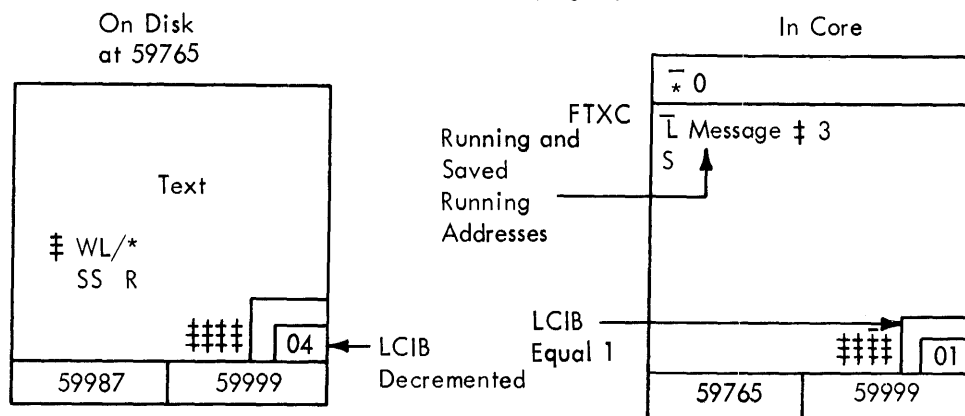 On Disk
at 59765
Text
‡ WL/*
SS R
‡‡‡‡
04
LCIB
Decremented
59987 59999
In Core
* 0
FTXC
L Message ‡ 3
S
Running and
Saved
Running
Addresses
LCIB
Equal 1
‡‡‡‡
01
59765 59999